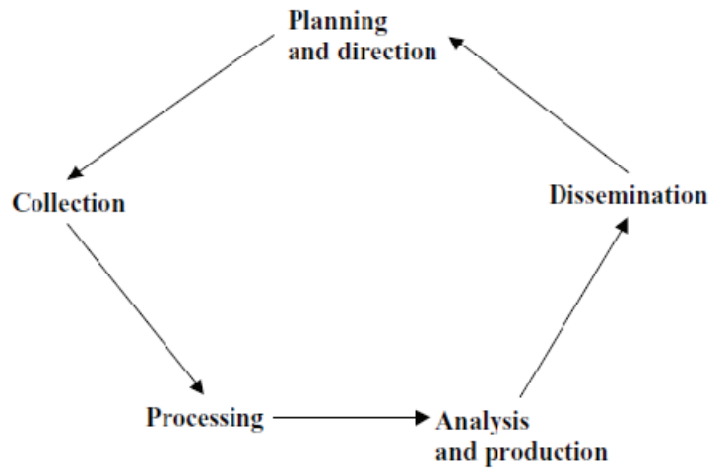 Planning
and direction
Collection
Dissemination
Processing
Analysis
and production